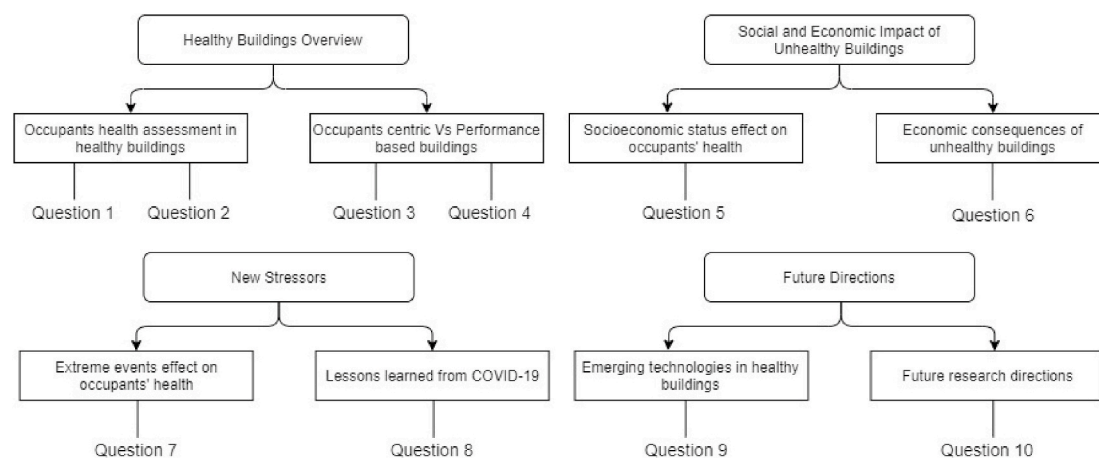 Healthy Buildings Overview
Occupants health assessment in
healthy buildings
Occupants centric Vs Performance
based buildings
Question 1
Question 2
Question 3
Question 4
Social and Economic Impact of
Unhealthy Buildings
Socioeconomic status effect on
occupants' health
Economic consequences of
unhealthy buildings
Question 5
Question 6
New Stressors
Extreme events effect on
occupants' health
Lessons learned from COVID-19
Question 7
Question 8
Future Directions
Emerging technologies in healthy
buildings
Future research directions
Question 9
Question 10